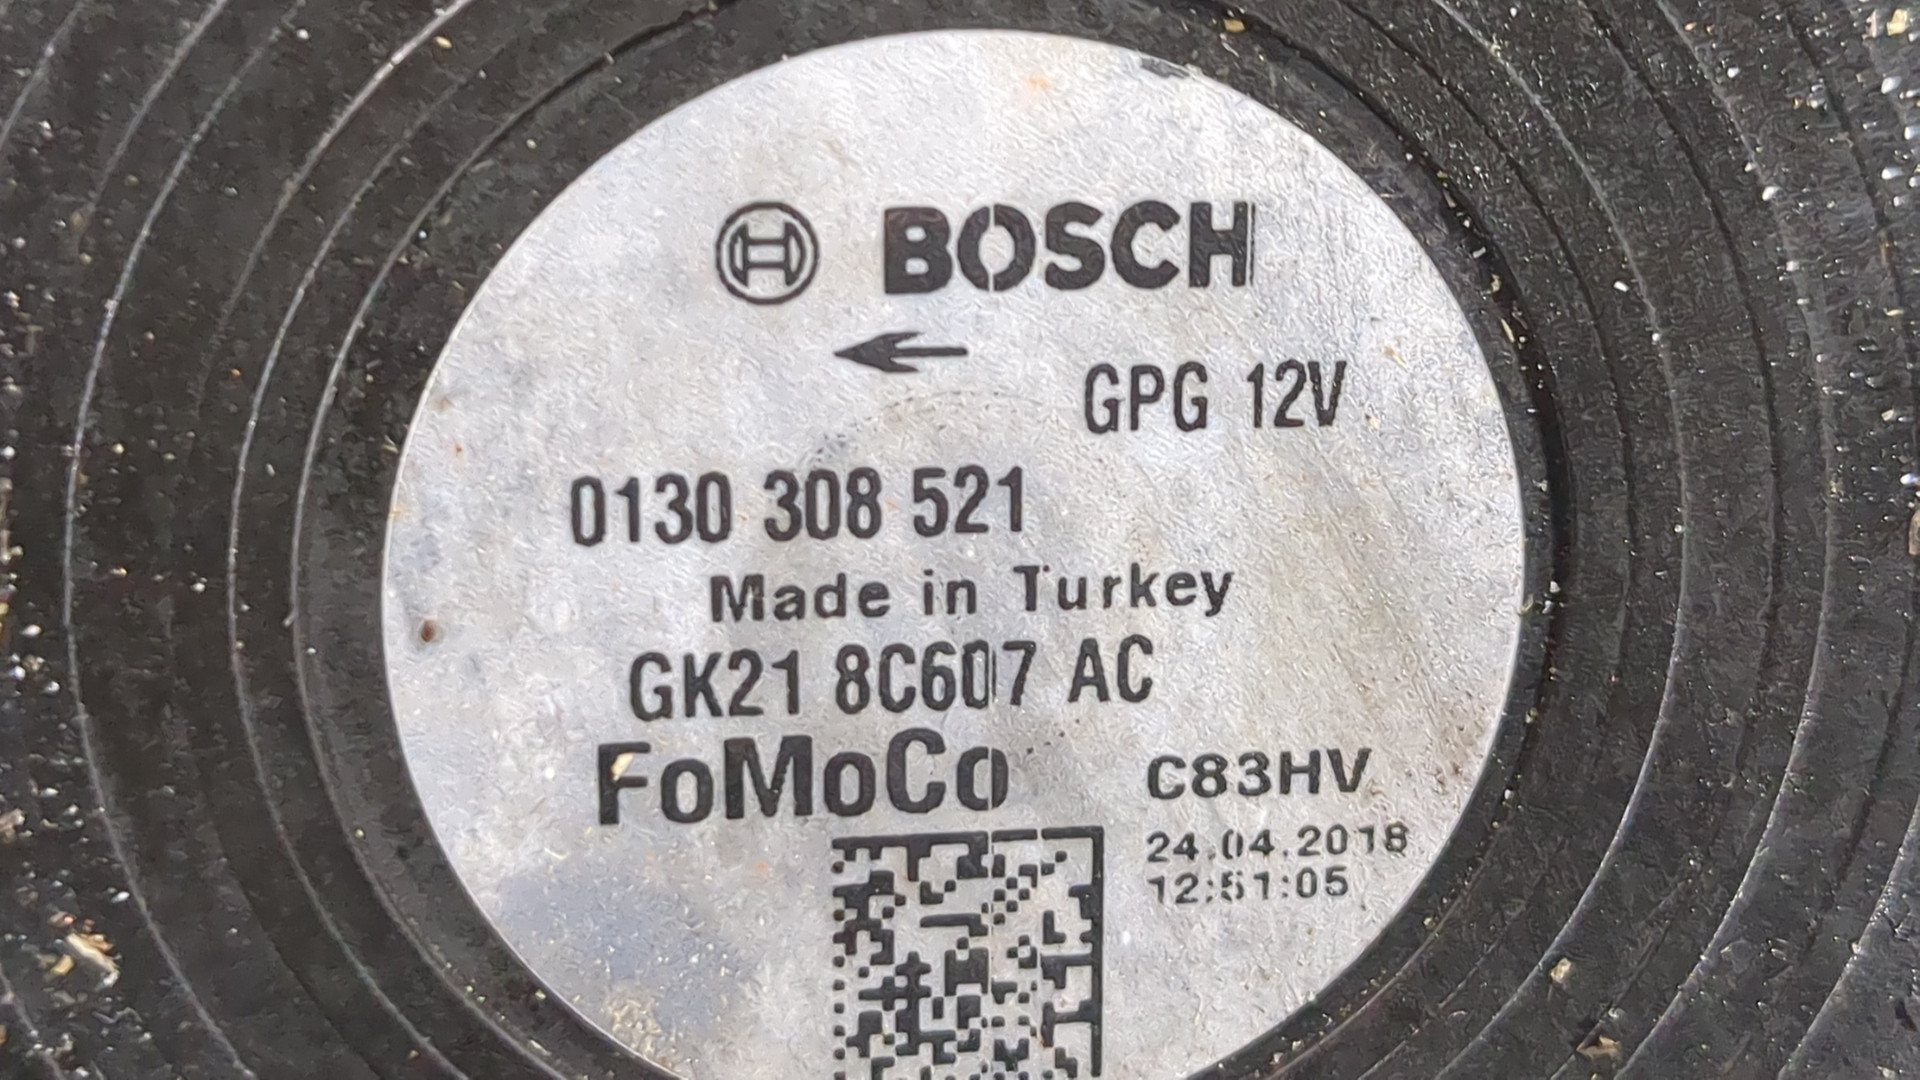 BOSCH
GPG 12V
0130 308 521
Made in Turkey
GK21 8C607 AC
FoMoCo
C83HV
24.04.2018
12:51:05